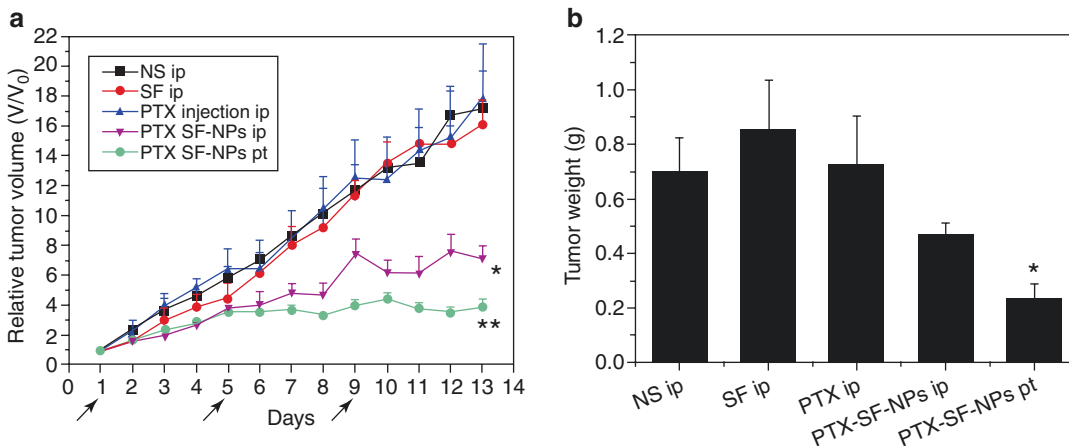 a
Relative tumor volume (V/V₀)
22
20
18
16
14
12
10
8
6
4
2
0
NS ip
SF ip
PTX injection ip
PTX SF-NPs ip
PTX SF-NPs pt
*
**
0 1 2 3 4 5 6 7 8 9 10 11 12 13 14
Days
b
Tumor weight (g)
1.2
1.0
0.8
0.6
0.4
0.2
0.0
*
NS ip
SF ip
PTX ip
PTX-SF-NPs ip
PTX-SF-NPs pt